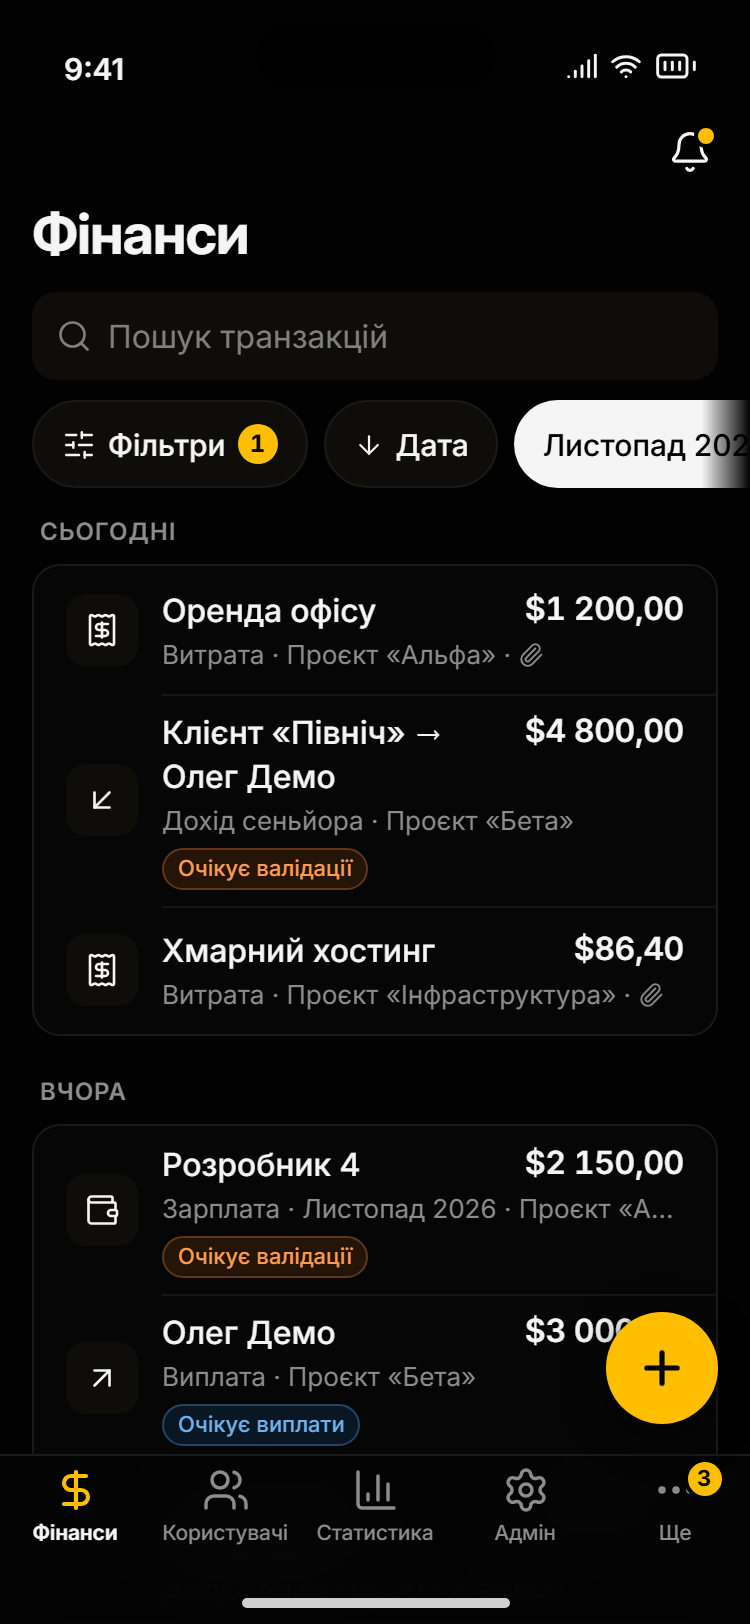 9:41
Фінанси
Пошук транзакцій
Фільтри 1
Дата
Листопад 202
СЬОГОДНІ
Оренда офісу $1 200,00
Витрата · Проєкт «Альфа» ·
Клієнт «Північ» → $4 800,00
Олег Демо
Дохід сеньйора · Проєкт «Бета»
Очікує валідації
Хмарний хостинг $86,40
Витрата · Проєкт «Інфраструктура» ·
ВЧОРА
Розробник 4 $2 150,00
Зарплата · Листопад 2026 · Проєкт «А...
Очікує валідації
Олег Демо $3 000
Виплата · Проєкт «Бета»
Очікує виплати
3
Фінанси
Користувачі
Статистика
Адмін
Ще